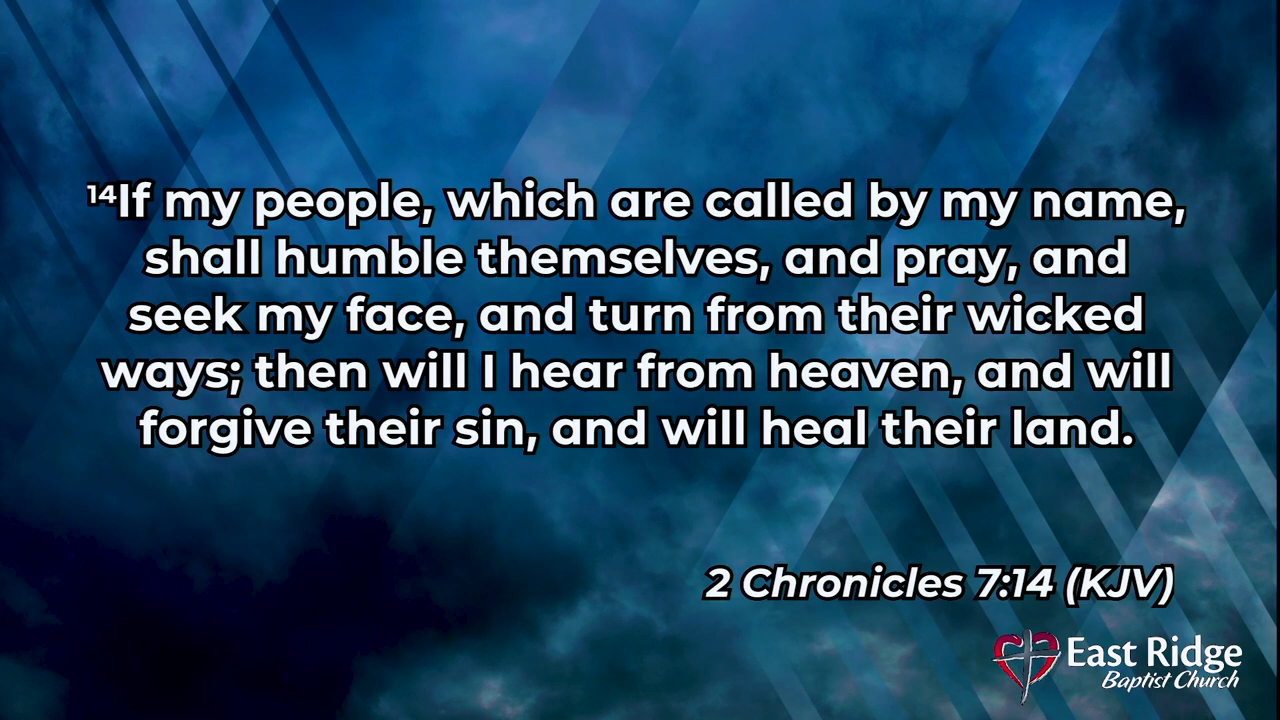 ¹⁴If my people, which are called by my name,
shall humble themselves, and pray, and
seek my face, and turn from their wicked
ways; then will I hear from heaven, and will
forgive their sin, and will heal their land.
2 Chronicles 7:14 (KJV)
East Ridge
Baptist Church